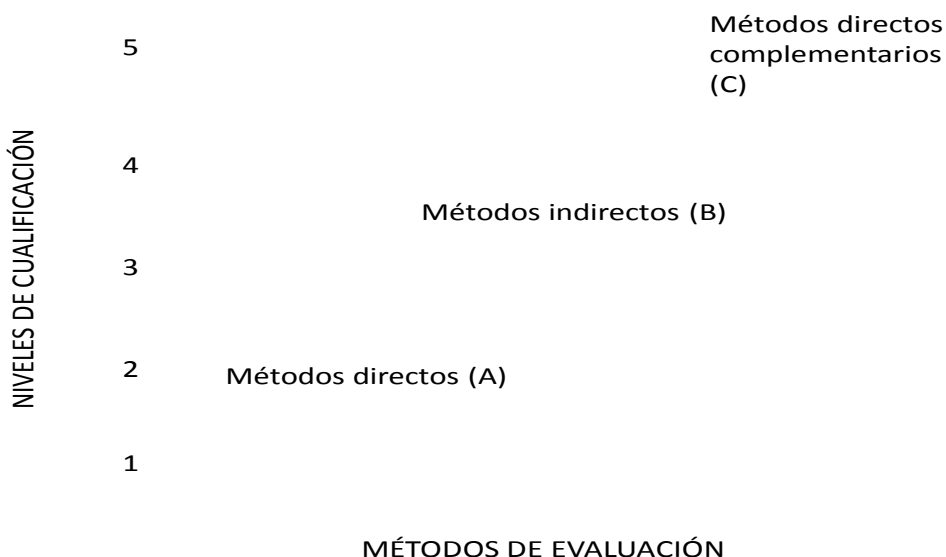 Métodos directos
complementarios
(C)
5
4
Métodos indirectos (B)
3
2
Métodos directos (A)
1
NIVELES DE CUALIFICACIÓN
MÉTODOS DE EVALUACIÓN